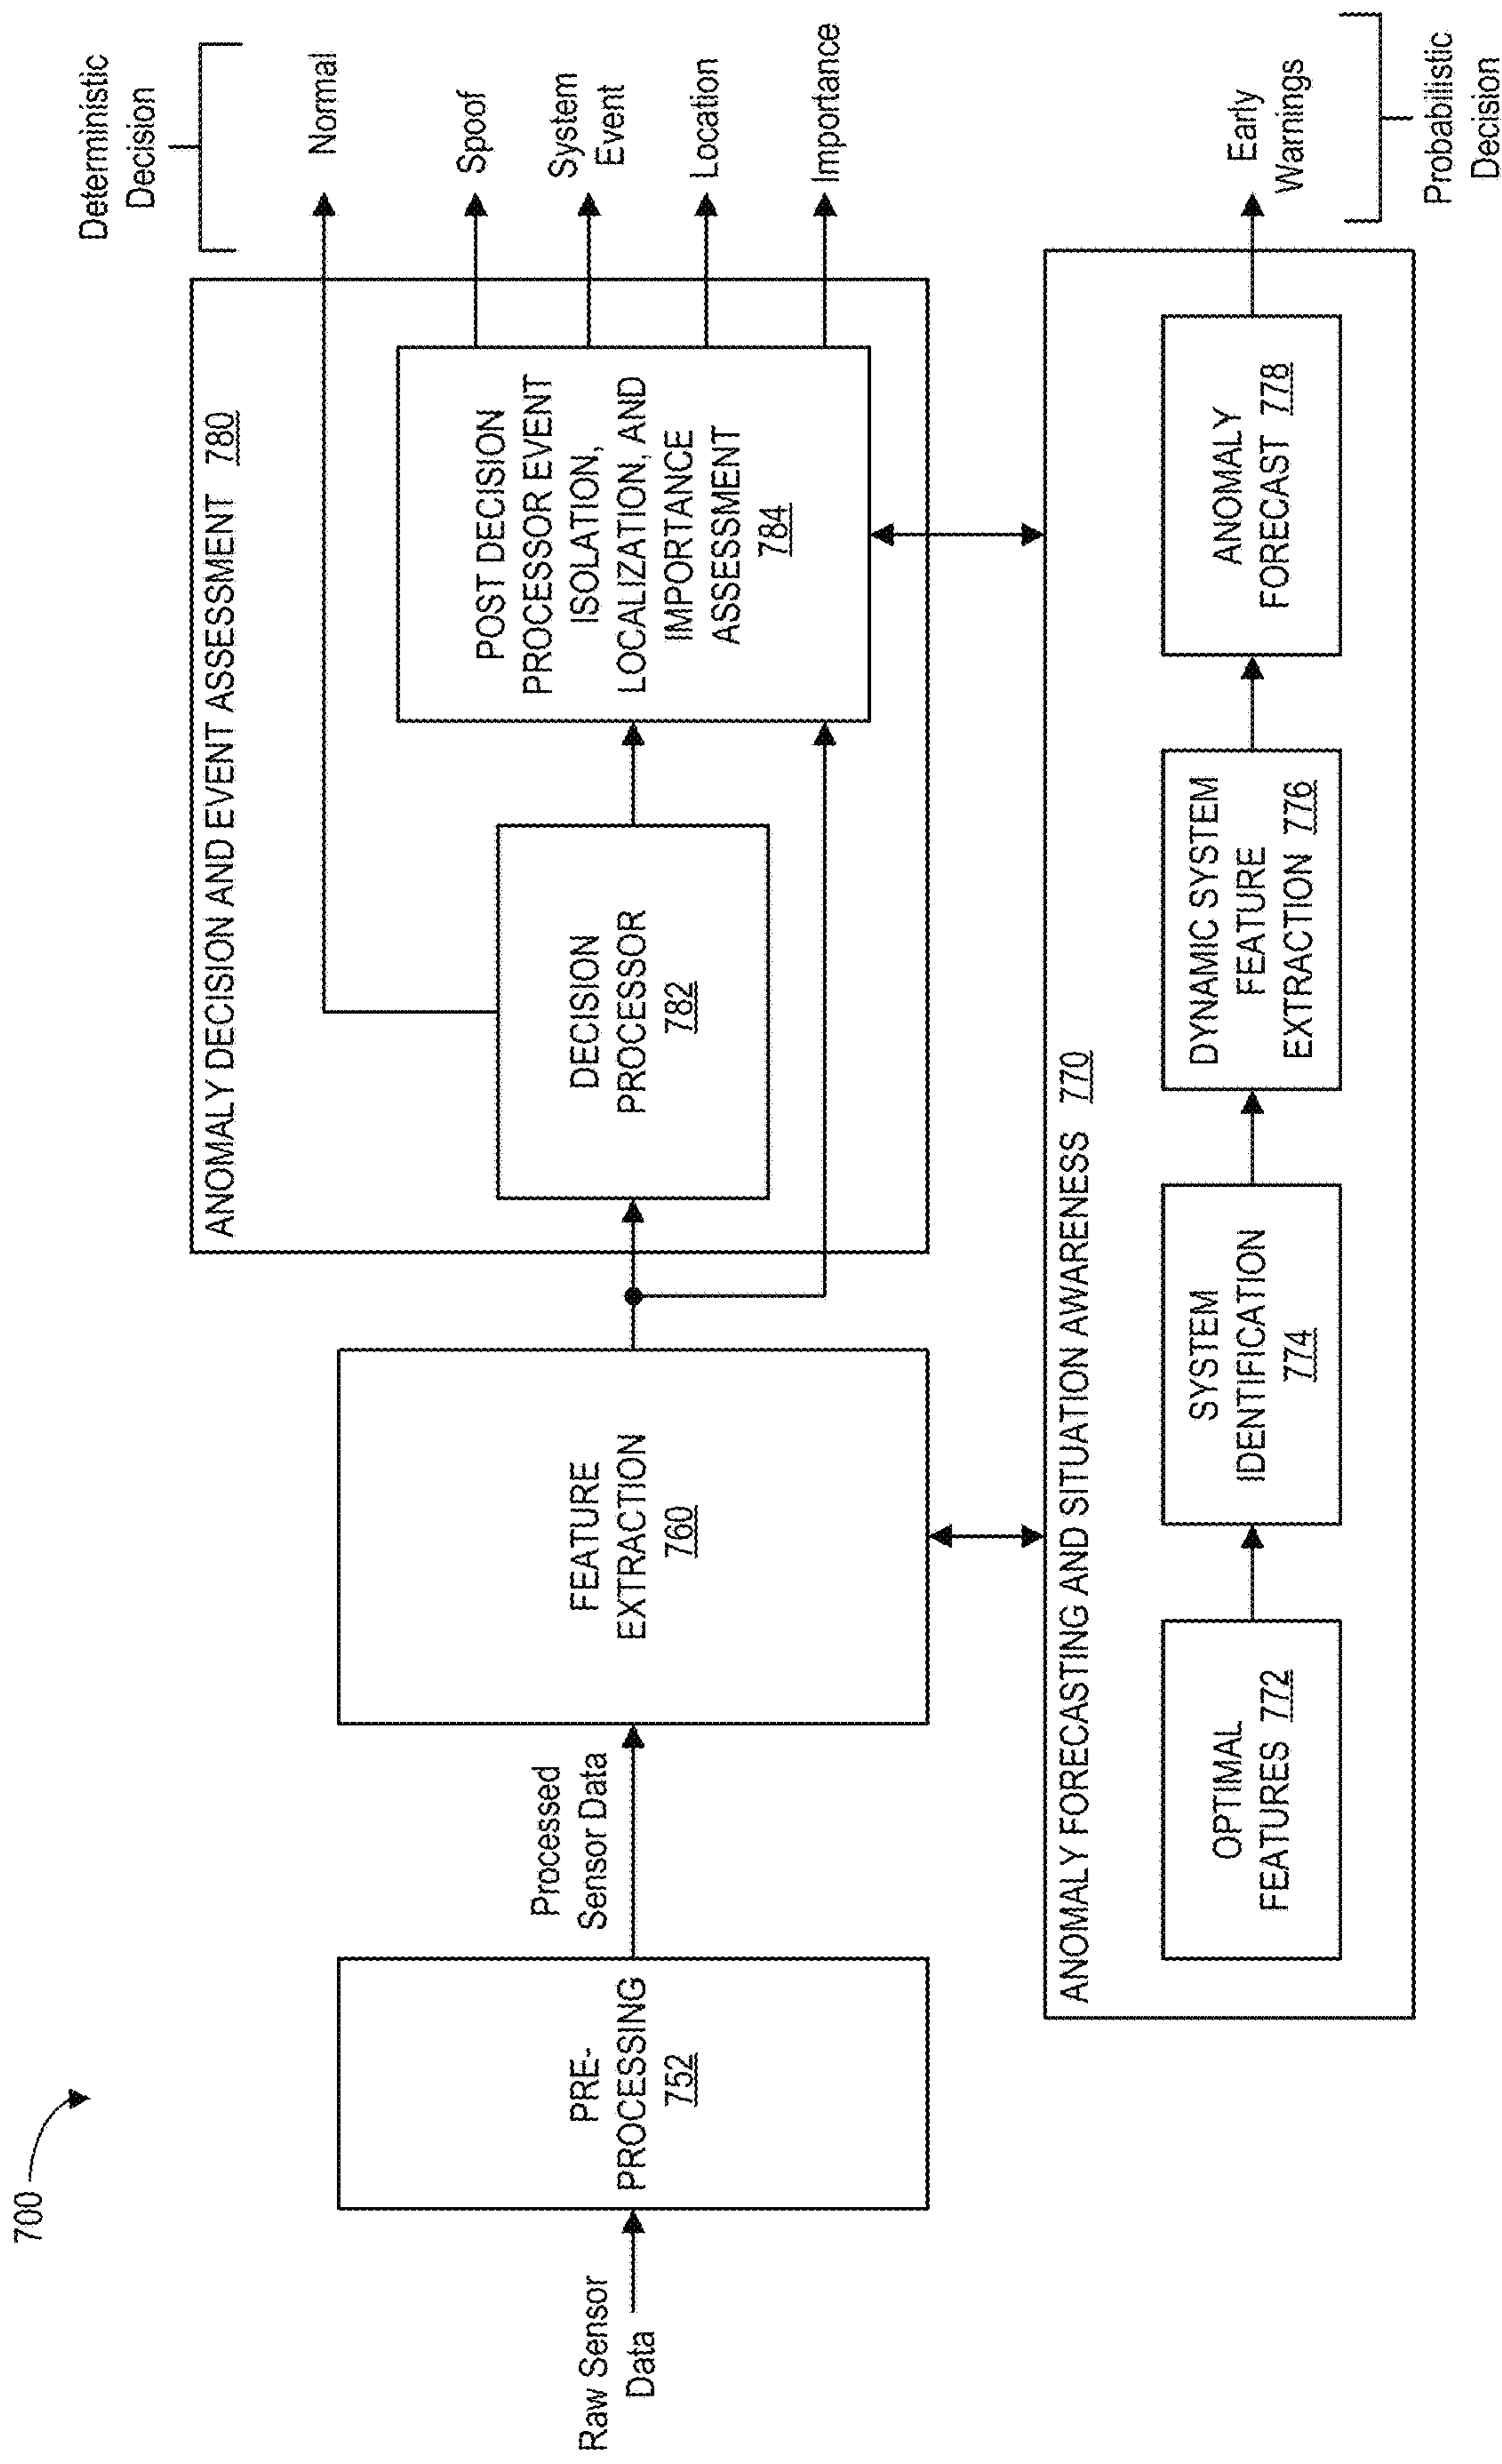 700
Deterministic
Decision
ANOMALY DECISION AND EVENT ASSESSMENT 780
Normal
Spoof
System
Event
Location
Importance
POST DECISION
PROCESSOR EVENT
ISOLATION,
LOCALIZATION, AND
IMPORTANCE
ASSESSMENT
784
DECISION
PROCESSOR
782
FEATURE
EXTRACTION
760
Processed
Sensor Data
PRE-
PROCESSING
752
Raw Sensor
Data
ANOMALY FORECASTING AND SITUATION AWARENESS 770
OPTIMAL
FEATURES 772
SYSTEM
IDENTIFICATION
774
DYNAMIC SYSTEM
FEATURE
EXTRACTION 776
ANOMALY
FORECAST 778
Early
Warnings
Probabilistic
Decision